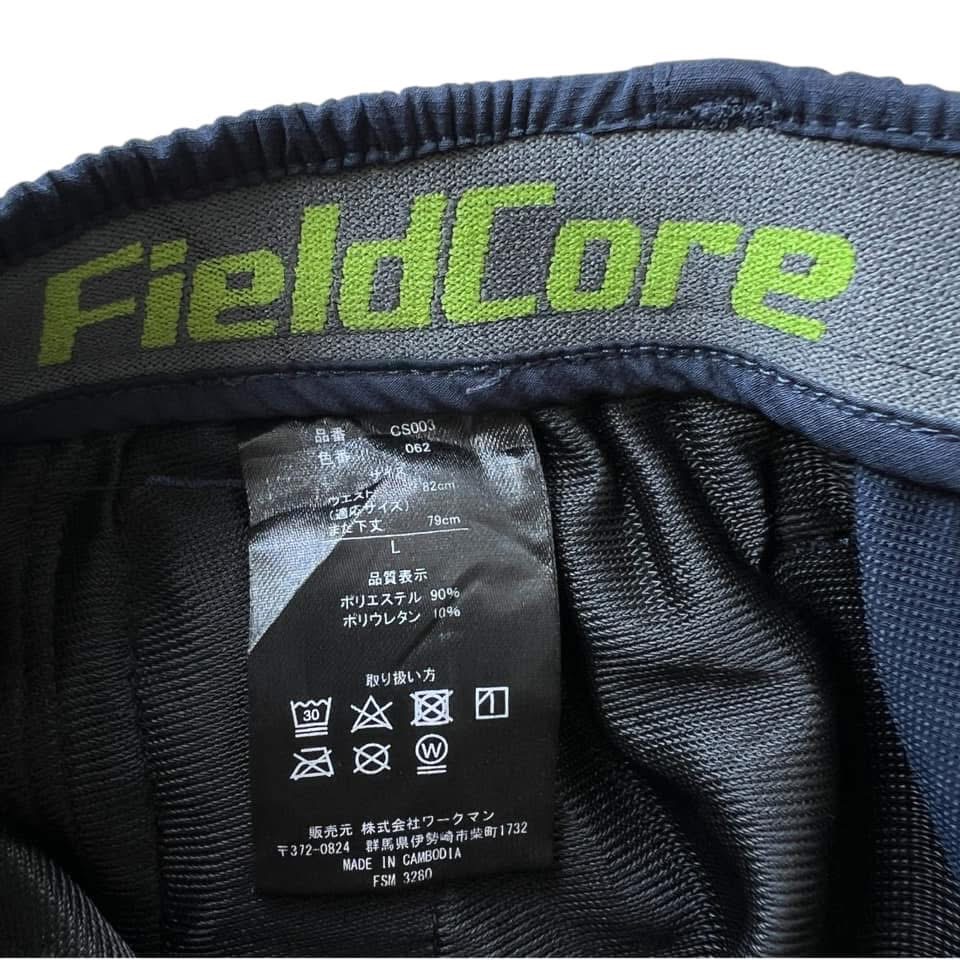 FieldCore
品番 CS003
色番 062
サイズ
ウエスト 82cm
(適応サイズ)
また下丈 79cm
L
品質表示
ポリエステル 90%
ポリウレタン 10%
取り扱い方
30
W
販売元 株式会社ワークマン
〒372-0824 群馬県伊勢崎市柴町1732
MADE IN CAMBODIA
FSM 3260